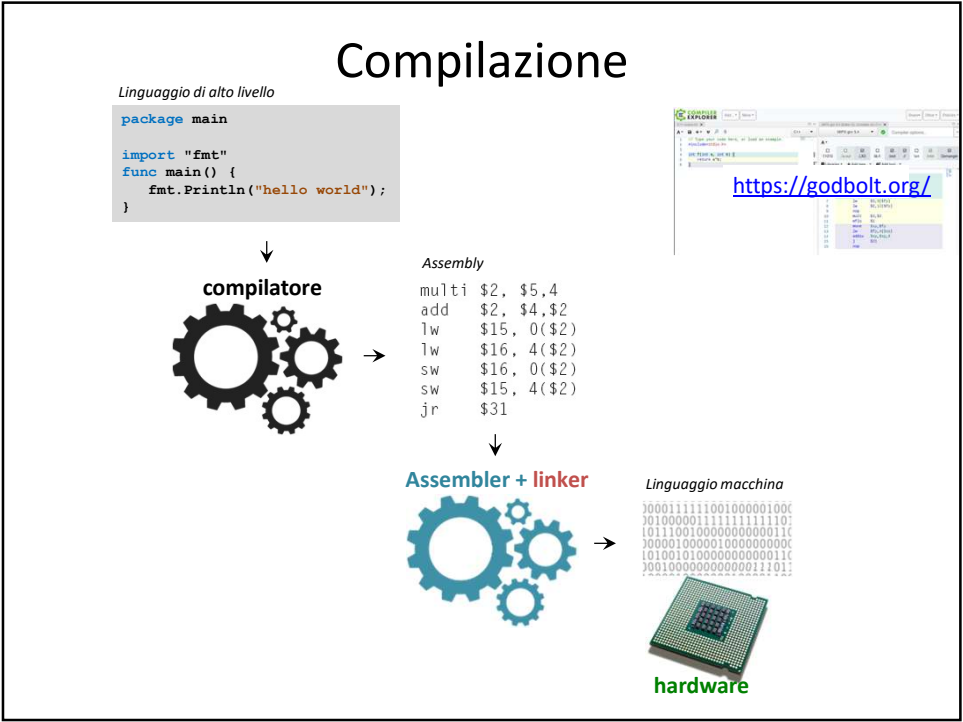 Compilazione
Linguaggio di alto livello
package main
import "fmt"
func main() {
fmt.Println("hello world");
}
COMPILER
EXPLORER
https://godbolt.org/
compilatore
Assembly
multi $2, $5,4
add $2, $4,$2
lw $15, 0($2)
lw $16, 4($2)
sw $16, 0($2)
sw $15, 4($2)
jr $31
Assembler + linker
Linguaggio macchina
hardware